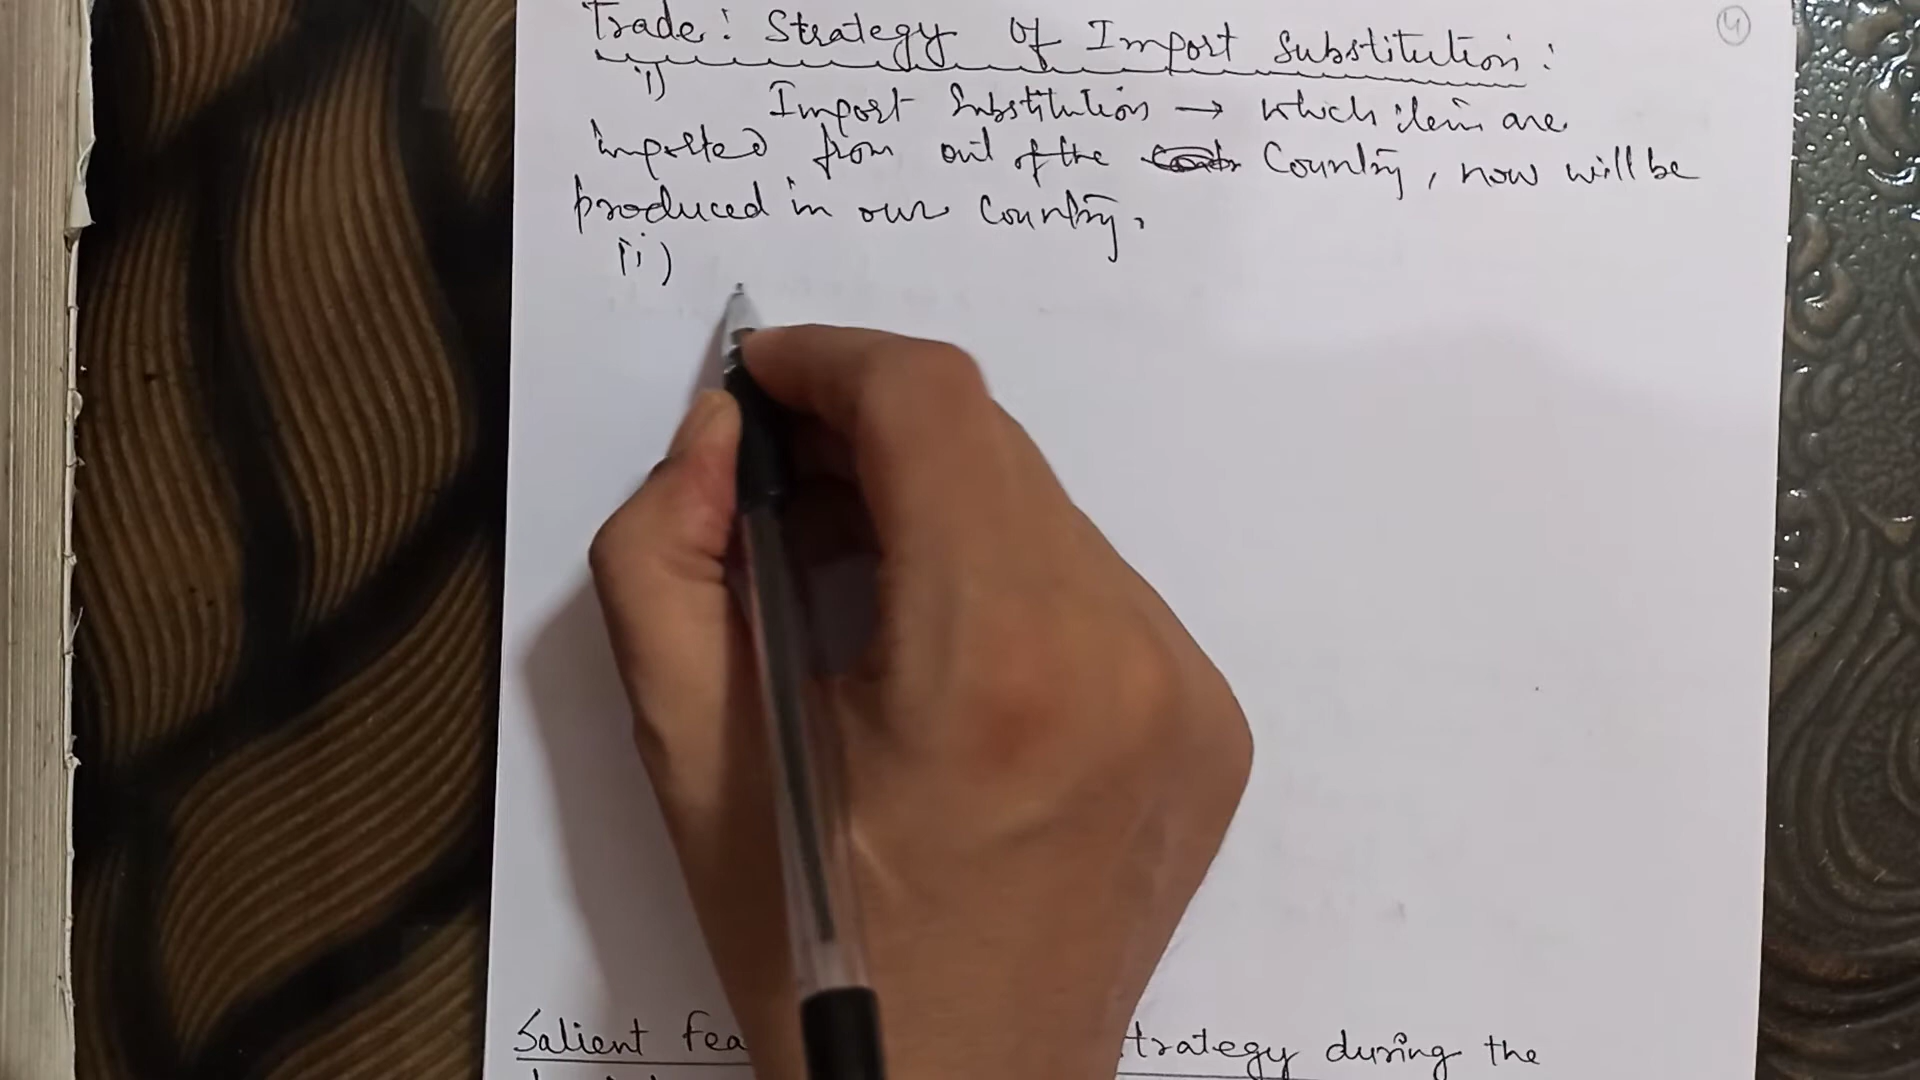 4
Trade: Strategy Of Import Substitution:
i)
Import Substitution → which item are
imported from out of the Country, now will be
produced in our Country.
ii)
Salient Fea trategy during the